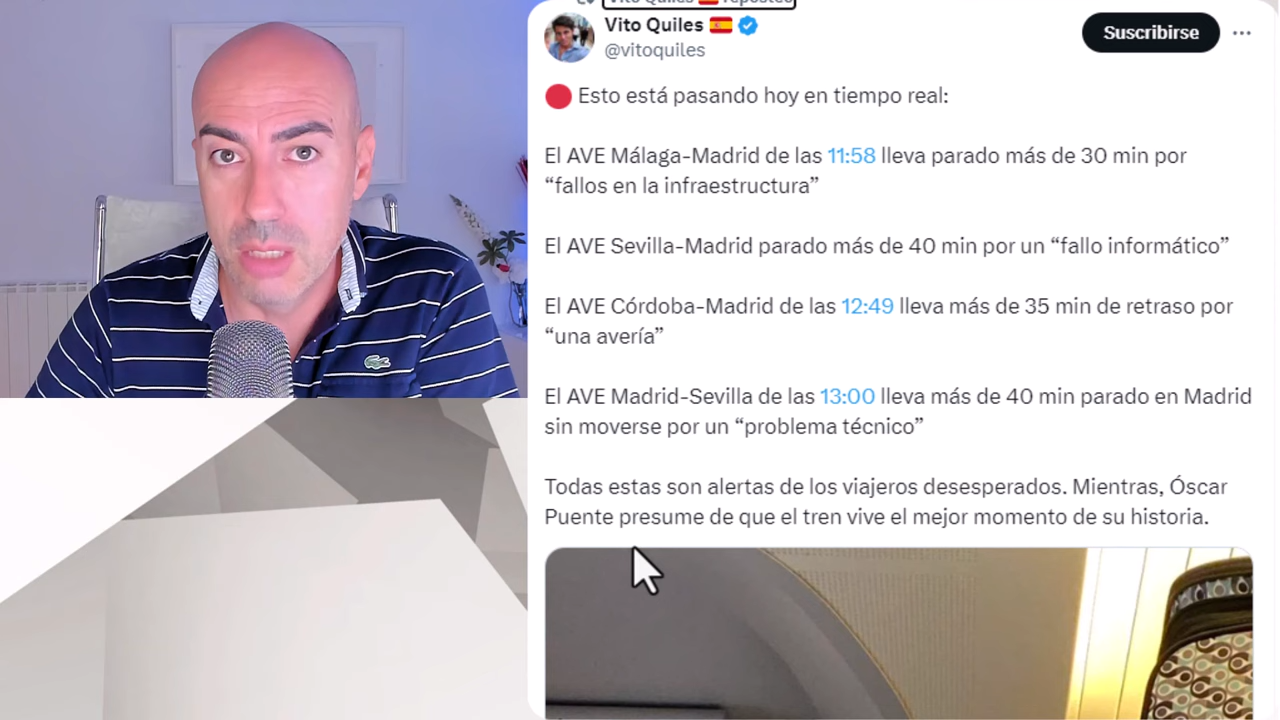 Vito Quiles reposteó
Vito Quiles
@vitoquiles
Suscribirse
Esto está pasando hoy en tiempo real:
El AVE Málaga-Madrid de las 11:58 lleva parado más de 30 min por
“fallos en la infraestructura”
El AVE Sevilla-Madrid parado más de 40 min por un “fallo informático”
El AVE Córdoba-Madrid de las 12:49 lleva más de 35 min de retraso por
“una avería”
El AVE Madrid-Sevilla de las 13:00 lleva más de 40 min parado en Madrid
sin moverse por un “problema técnico”
Todas estas son alertas de los viajeros desesperados. Mientras, Óscar
Puente presume de que el tren vive el mejor momento de su historia.